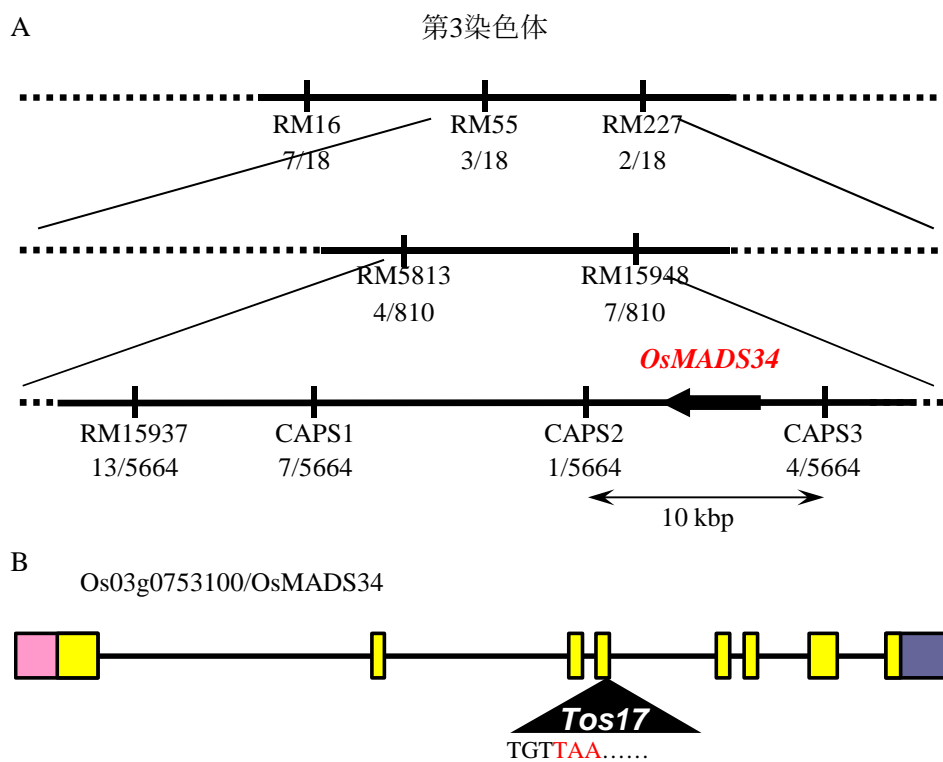 A
第3染色体
RM16 RM55 RM227
7/18 3/18 2/18
RM5813 RM15948
4/810 7/810
OsMADS34
RM15937 CAPS1 CAPS2 CAPS3
13/5664 7/5664 1/5664 4/5664
10 kbp
B
Os03g0753100/OsMADS34
Tos17
TGTTAA……